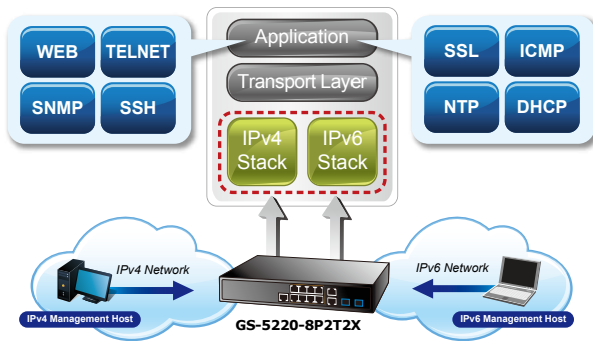 WEB
TELNET
SNMP
SSH
Application
Transport Layer
IPv4
Stack
IPv6
Stack
SSL
ICMP
NTP
DHCP
IPv4 Network
IPv4 Management Host
GS-5220-8P2T2X
IPv6 Network
IPv6 Management Host